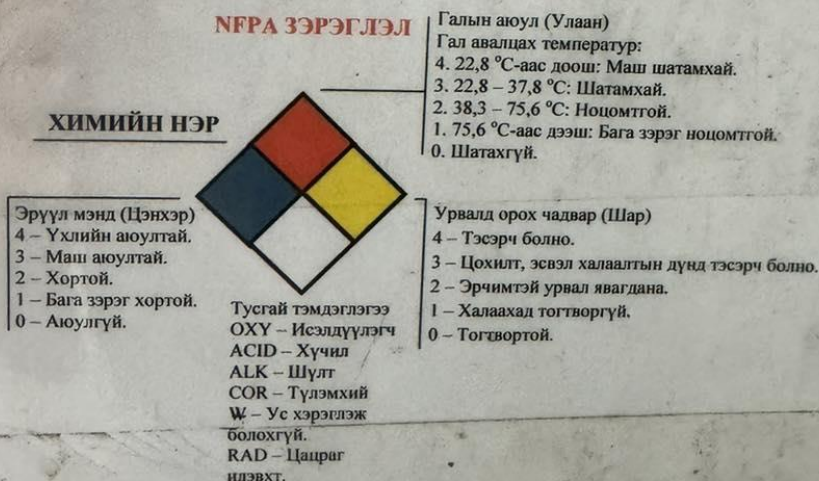 NFPA ЗЭРЭГЛЭЛ
Галын аюул (Улаан)
Гал авалцах температур:
4. 22,8 °С-аас доош: Маш шатамхай.
3. 22,8 – 37,8 °С: Шатамхай.
2. 38,3 – 75,6 °С: Ноцомтгой.
1. 75,6 °С-аас дээш: Бага зэрэг ноцомтгой.
0. Шатахгүй.
ХИМИЙН НЭР
Эрүүл мэнд (Цэнхэр)
4 – Үхлийн аюултай.
3 – Маш аюултай.
2 – Хортой.
1 – Бага зэрэг хортой.
0 – Аюулгүй.
Урвалд орох чадвар (Шар)
4 – Тэсэрч болно.
3 – Цохилт, эсвэл халаалтын дүнд тэсэрч болно.
2 – Эрчимтэй урвал явагдана.
1 – Халаахад тогтворгүй.
0 – Тогтвортой.
Тусгай тэмдэглэгээ
OXY – Исэлдүүлэгч
ACID – Хүчил
ALK – Шүлт
COR – Түлэмхий
W – Ус хэрэглэж
болохгүй.
RAD – Цацраг
идэвхт.